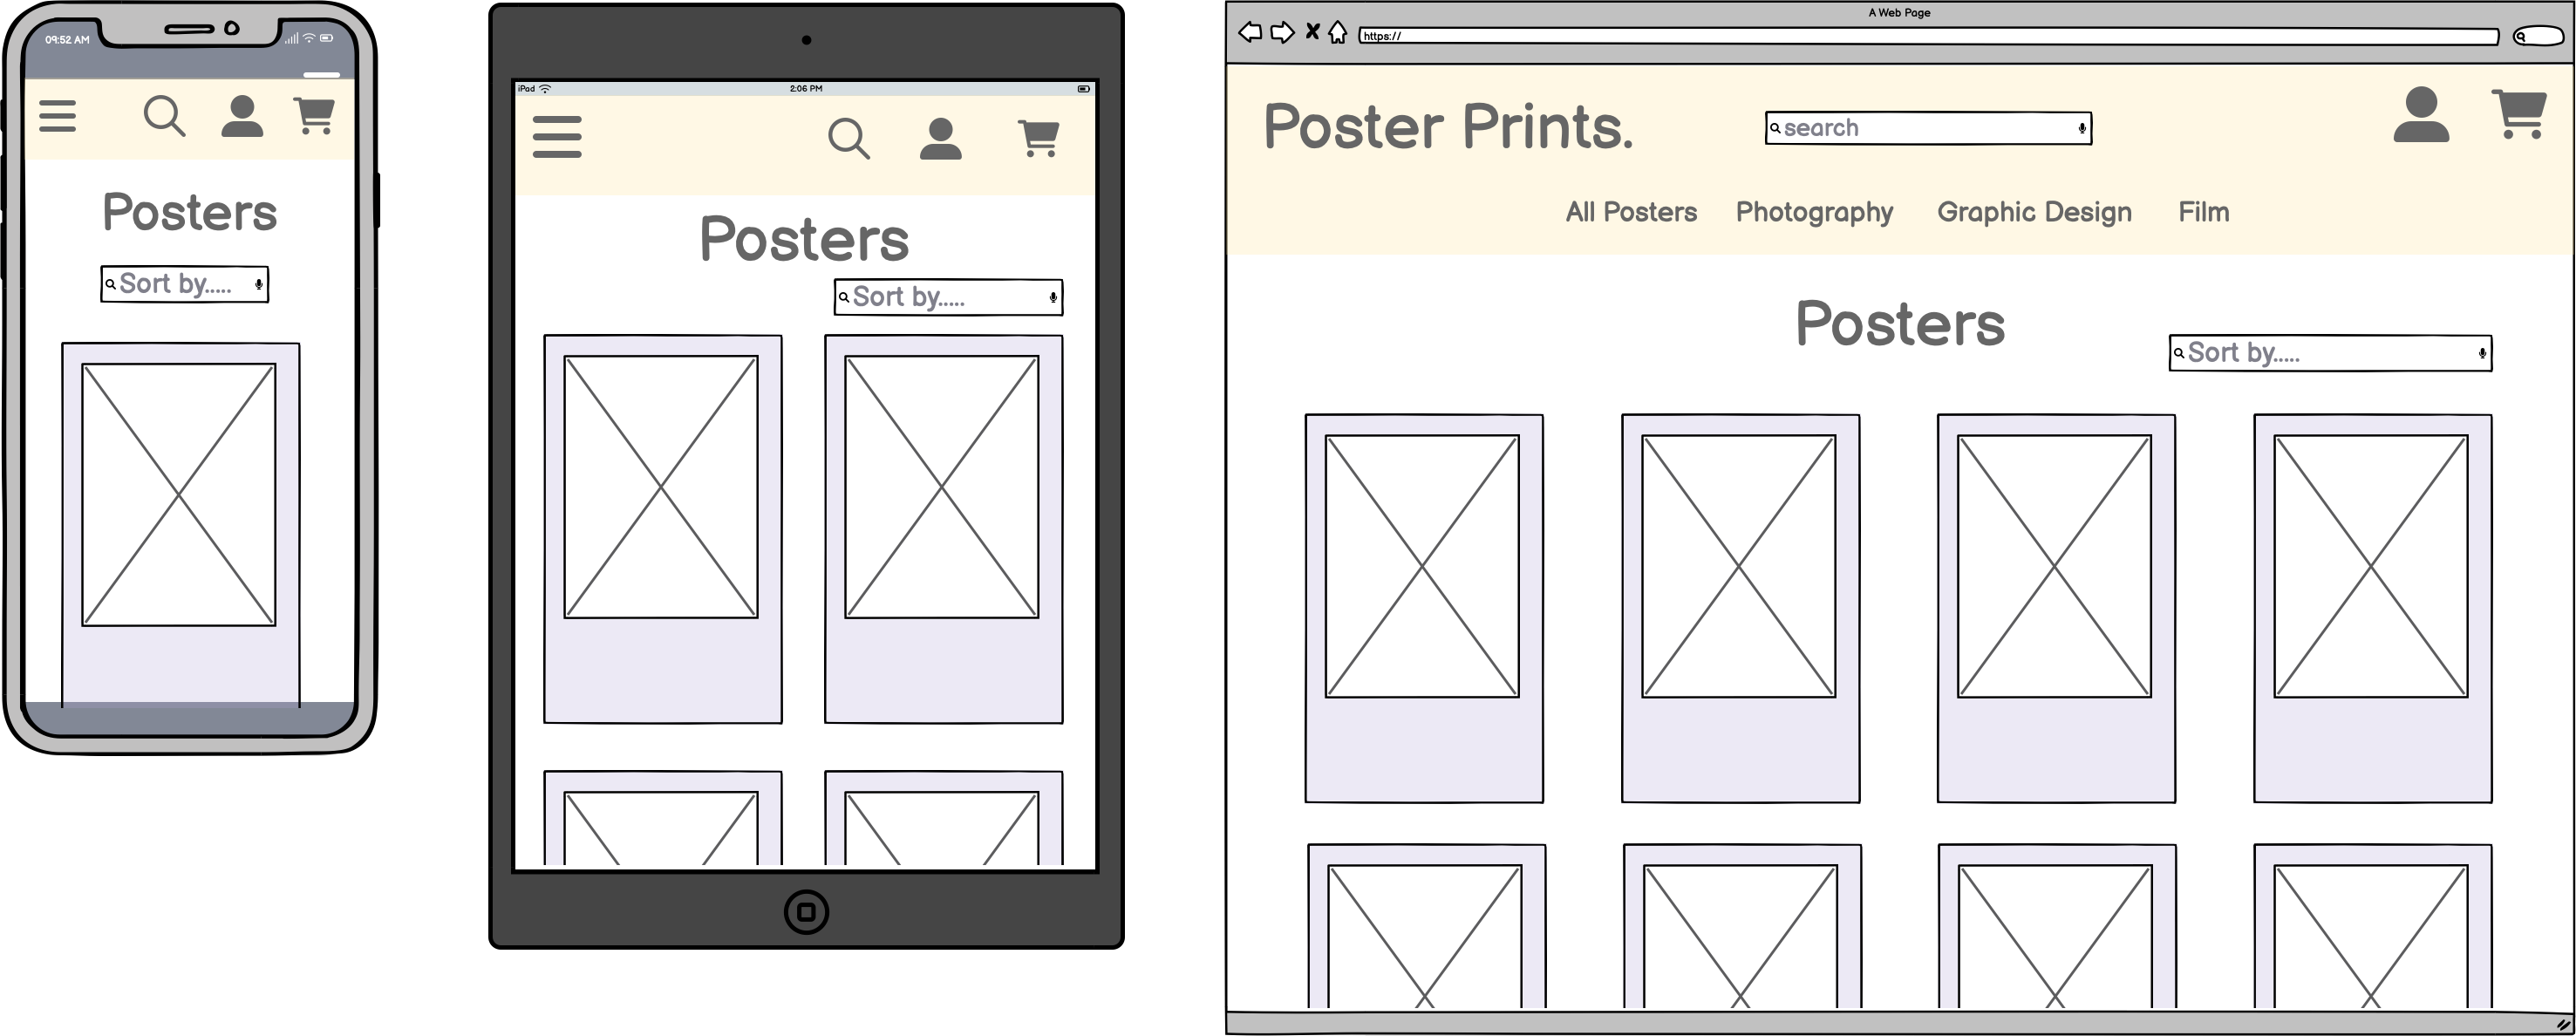 09:52 AM
Posters
Sort by.....
iPad
2:06 PM
Posters
Sort by.....
A Web Page
https://
Poster Prints.
search
All Posters Photography Graphic Design Film
Posters
Sort by.....